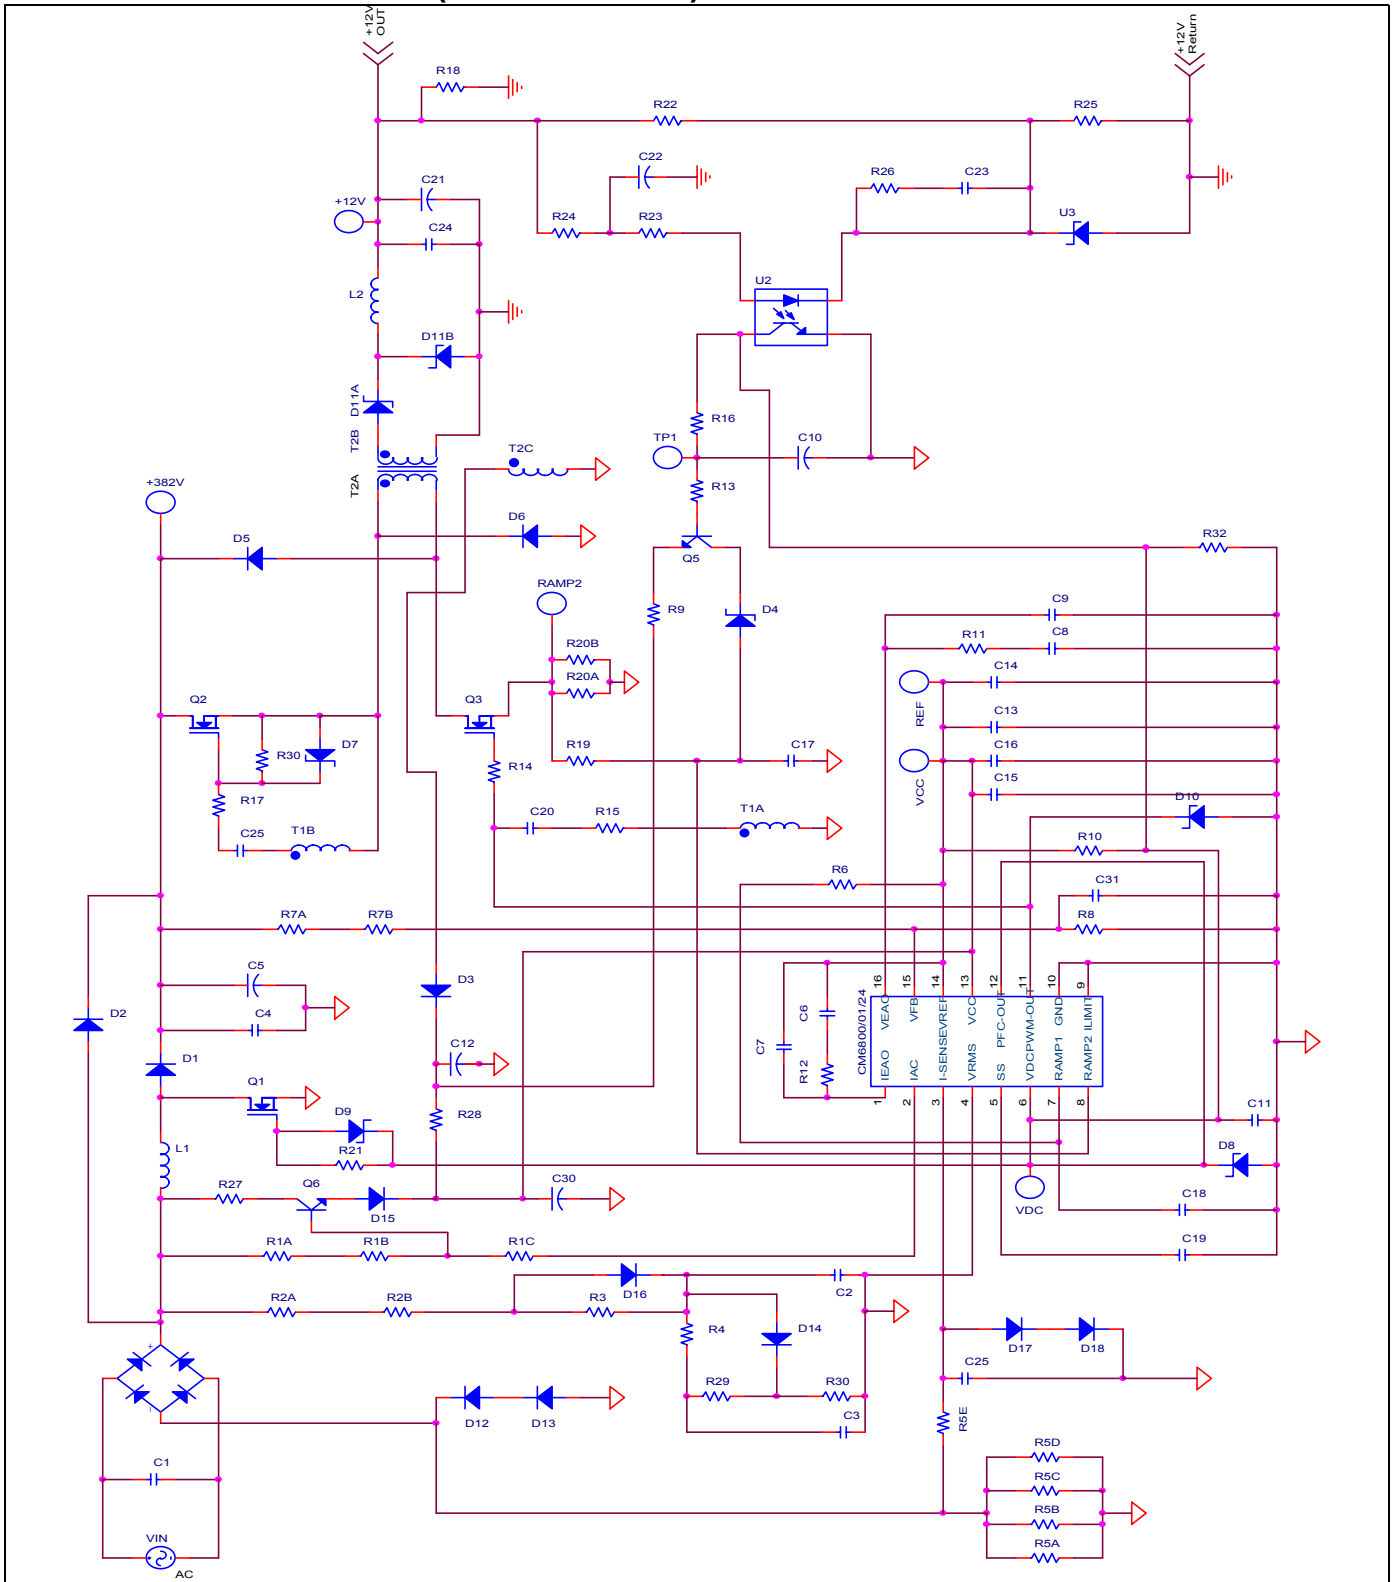 +12V
OUT
+12V
Return
R18
R22
R25
C22
R26
C23
C21
+12V
C24
R24
R23
U3
L2
U2
D11B
D11A
T2B
T2A
R16
TP1
C10
T2C
R13
+382V
D6
D5
Q5
R32
RAMP2
R9
D4
C9
R11
C8
R20B
R20A
C14
REF
Q2
Q3
C13
R30
D7
R19
C17
C16
VCC
R14
C15
R17
C20
R15
T1A
D10
C25
T1B
R10
R6
C31
R7A
R7B
R8
C5
D3
C4
D2
D1
C12
C7
C6
R12
CM6800/01/24
16
15
14
13
12
11
10
9
VEAO
VFB
VREF
VCC
PFC-OUT
PWM-OUT
GND
ILIMIT
IEAO
IAC
I-SENSE
VRMS
SS
VDC
RAMP1
RAMP2
1
2
3
4
5
6
7
8
Q1
D9
R28
C11
R21
L1
D8
Q6
R27
D15
C30
VDC
C18
R1A
R1B
R1C
C19
D16
C2
R2A
R2B
R3
R4
D14
D17
D18
C25
R29
R30
D12
D13
C3
R5E
R5D
C1
R5C
R5B
VIN
R5A
AC